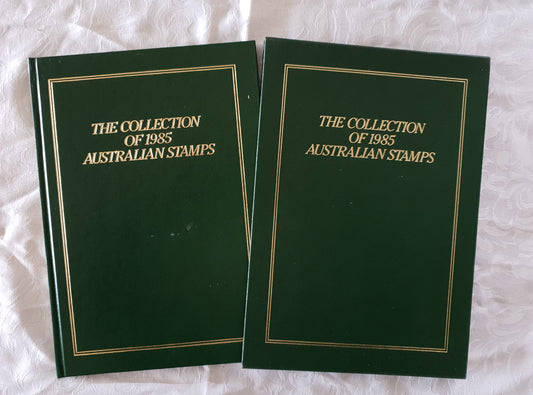 THE COLLECTION
OF 1985
AUSTRALIAN STAMPS
THE COLLECTION
OF 1985
AUSTRALIAN STAMPS